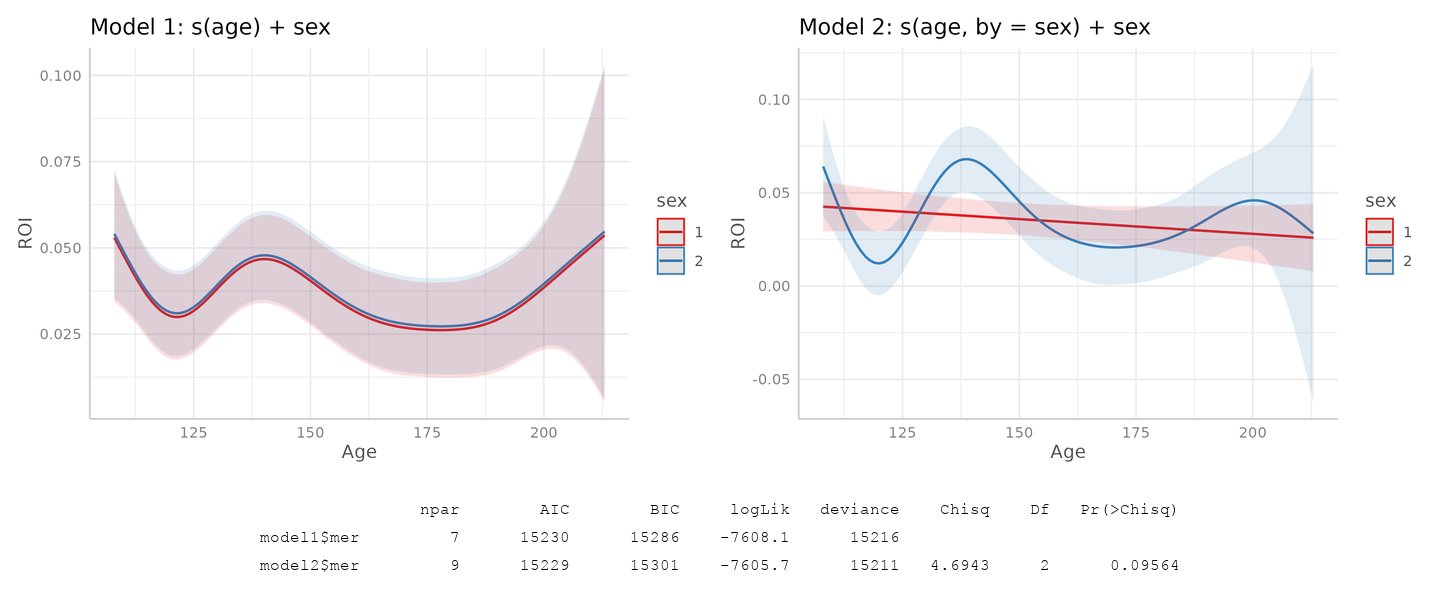 Model 1: s(age) + sex
0.100
0.075
0.050
0.025
ROI
125 150 175 200
Age
sex
1
2
Model 2: s(age, by = sex) + sex
0.10
0.05
0.00
-0.05
ROI
125 150 175 200
Age
sex
1
2
npar AIC BIC logLik deviance Chisq Df Pr(>Chisq)
model1$mer 7 15230 15286 -7608.1 15216
model2$mer 9 15229 15301 -7605.7 15211 4.6943 2 0.09564